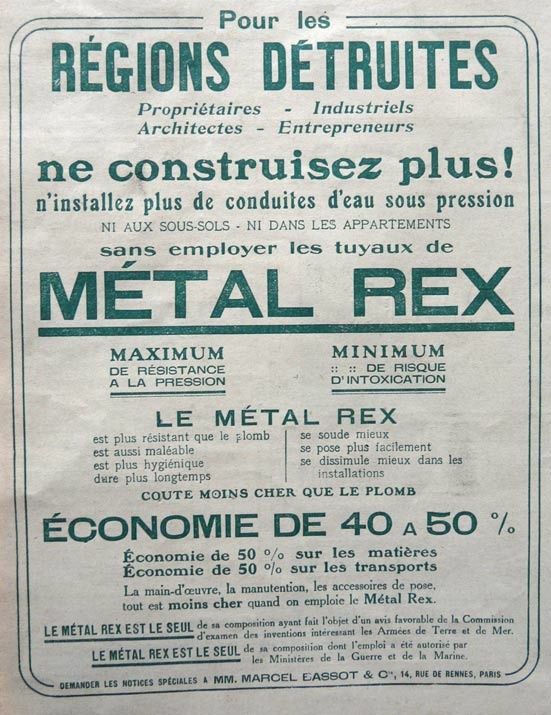 Pour les
RÉGIONS DÉTRUITES
Propriétaires - Industriels
Architectes - Entrepreneurs
ne construisez plus!
n'installez plus de conduites d'eau sous pression
NI AUX SOUS-SOLS - NI DANS LES APPARTEMENTS
sans employer les tuyaux de
MÉTAL REX
MAXIMUM
DE RÉSISTANCE
A LA PRESSION
MINIMUM
:: :: DE RISQUE
D'INTOXICATION
LE MÉTAL REX
est plus résistant que le plomb
est aussi maléable
est plus hygiénique
dure plus longtemps
se soude mieux
se pose plus facilement
se dissimule mieux dans les
installations
COUTE MOINS CHER QUE LE PLOMB
ÉCONOMIE DE 40 A 50 %
Économie de 50 % sur les matières
Économie de 50 % sur les transports
La main-d'œuvre, la manutention, les accessoires de pose,
tout est moins cher quand on emploie le Métal Rex.
LE MÉTAL REX EST LE SEUL de sa composition ayant fait l'objet d'un avis favorable de la Commission
d'examen des inventions intéressant les Armées de Terre et de Mer.
LE MÉTAL REX EST LE SEUL de sa composition dont l'emploi a été autorisé par
les Ministères de la Guerre et de la Marine.
DEMANDER LES NOTICES SPÉCIALES A MM. MARCEL BASSOT & Cie, 14, RUE DE RENNES, PARIS